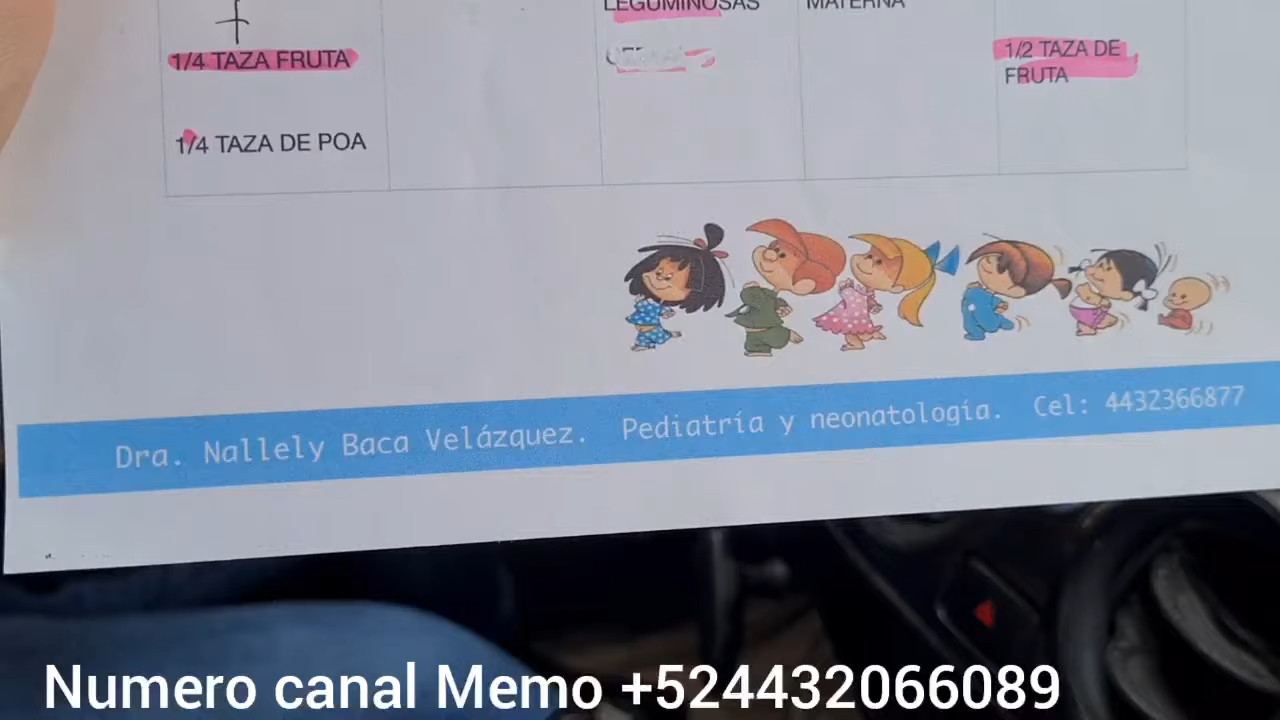 LEGUMINOSAS
MATERNA
1/4 TAZA FRUTA
1/2 TAZA DE
FRUTA
1/4 TAZA DE POA
Dra. Nallely Baca Velázquez. Pediatría y neonatología. Cel: 4432366877
Numero canal Memo +524432066089